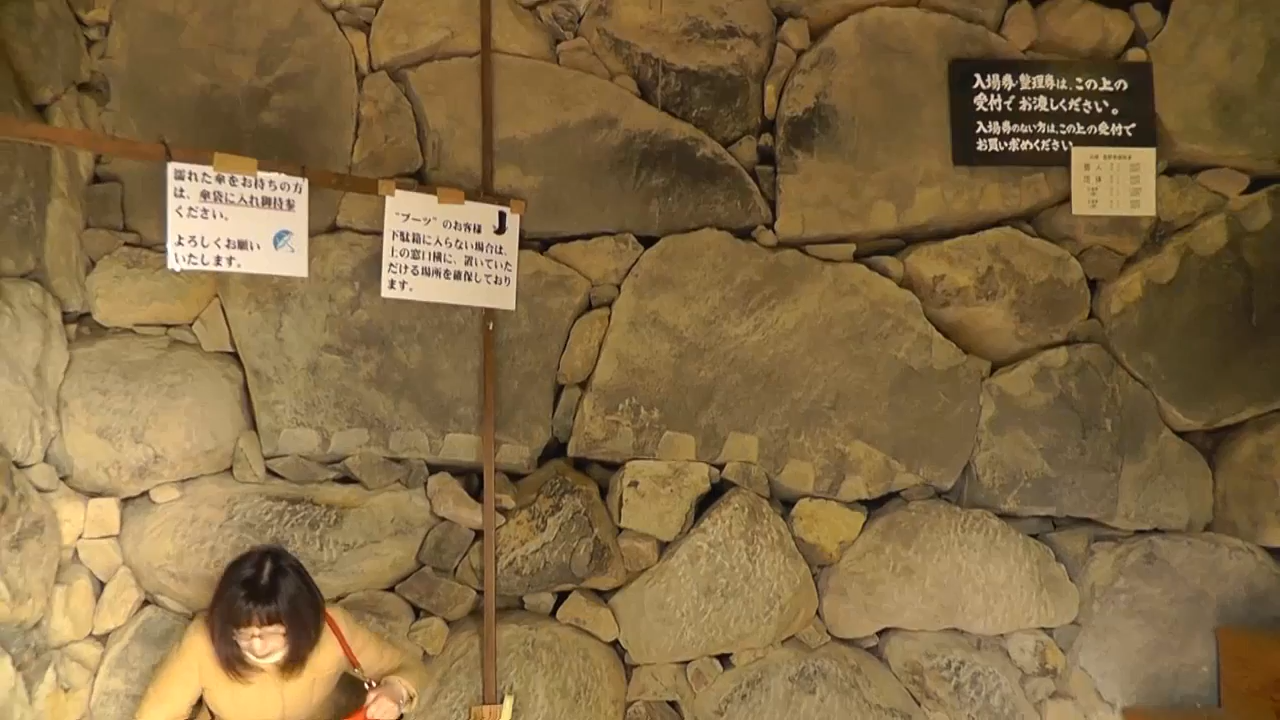 濡れた傘をお持ちの方
は、傘袋に入れ御持参
ください。
よろしくお願い
いたします。
“ブーツ”のお客様
下駄箱に入らない場合は、
上の窓口横に、置いていた
だける場所を確保しており
ます。
入場券・整理券は、この上の
受付でお渡しください。
入場券のない方は、この上の受付で
お買い求めください
個人
団体